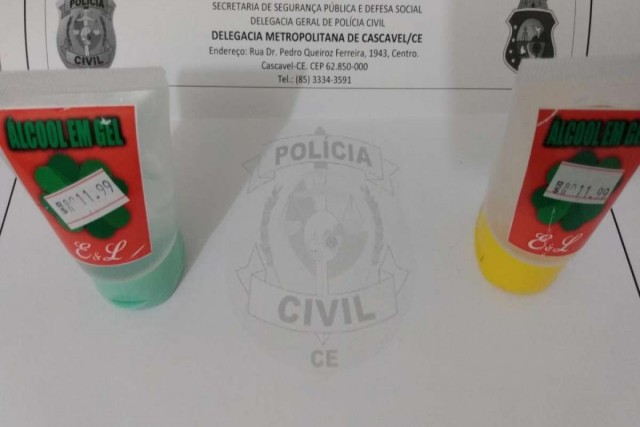 SECRETARIA DE SEGURANÇA PÚBLICA E DEFESA SOCIAL
DELEGACIA GERAL DE POLÍCIA CIVIL
DELEGACIA METROPOLITANA DE CASCAVEL/CE
Endereço: Rua Dr. Pedro Queiroz Ferreira, 1943, Centro.
Cascavel-CE. CEP 62.850-000
Tel.: (85) 3334-3591
CIVIL
ÁLCOOL EM GEL
11.99
E&L
ÁLCOOL EM GEL
11.99
E&L
POLÍCIA
CIVIL
CE